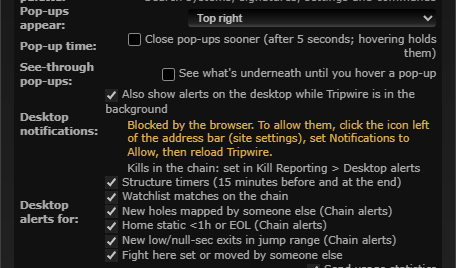 Pop-ups
appear:
Top right
Pop-up time:
Close pop-ups sooner (after 5 seconds; hovering holds
them)
See-through
pop-ups:
See what's underneath until you hover a pop-up
Desktop
notifications:
Also show alerts on the desktop while Tripwire is in the
background
Blocked by the browser. To allow them, click the icon left
of the address bar (site settings), set Notifications to
Allow, then reload Tripwire.
Kills in the chain: set in Kill Reporting > Desktop alerts
Desktop
alerts for:
Structure timers (15 minutes before and at the end)
Watchlist matches on the chain
New holes mapped by someone else (Chain alerts)
Home static <1h or EOL (Chain alerts)
New low/null-sec exits in jump range (Chain alerts)
Fight here set or moved by someone else